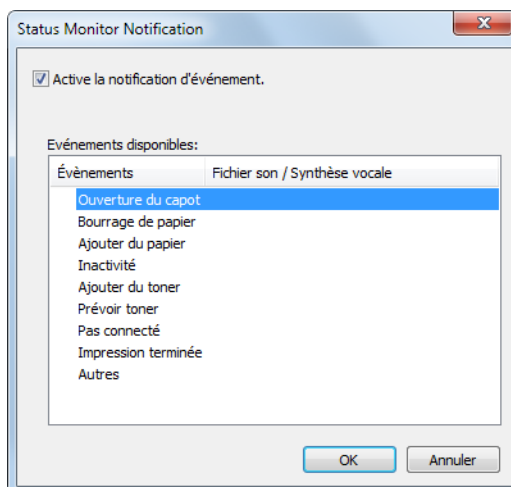 Status Monitor Notification
Active la notification d'événement.
Evénements disponibles:
Évènements Fichier son / Synthèse vocale
Ouverture du capot
Bourrage de papier
Ajouter du papier
Inactivité
Ajouter du toner
Prévoir toner
Pas connecté
Impression terminée
Autres
OK Annuler